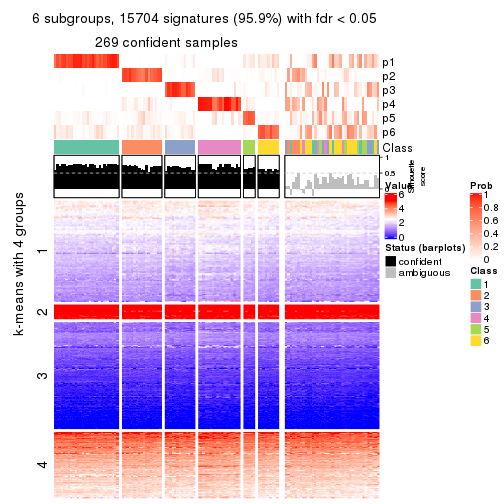 6 subgroups, 15704 signatures (95.9%) with fdr < 0.05
269 confident samples
p1
p2
p3
p4
p5
p6
Class
1
0.5
0
Silhouette
score
k-means with 4 groups
1
2
3
4
Value
6
4
2
0
Status (barplots)
confident
ambiguous
Prob
1
0.8
0.6
0.4
0.2
0
Class
1
2
3
4
5
6